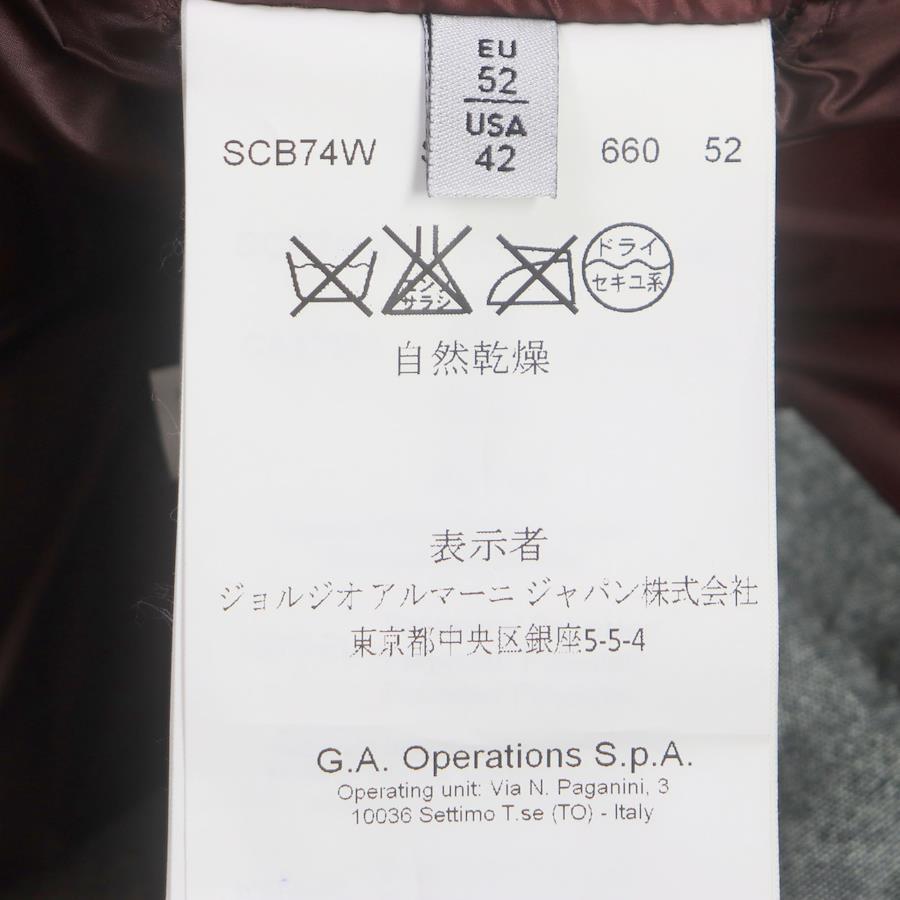 EU
52
USA
42
SCB74W 660 52
ドライ
セキユ系
サラシ
自然乾燥
表示者
ジョルジオ アルマーニ ジャパン株式会社
東京都中央区銀座5-5-4
G.A. Operations S.p.A.
Operating unit: Via N. Paganini, 3
10036 Settimo T.se (TO) - Italy